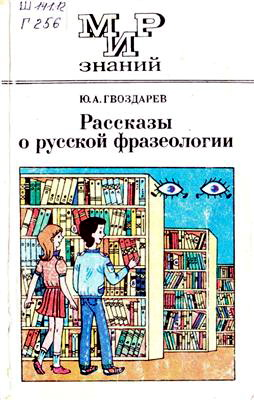 Ш 141.12
Г 256
МИР
ЗНАНИЙ
Ю.А.ГВОЗДАРЕВ
Рассказы
о русской фразеологии